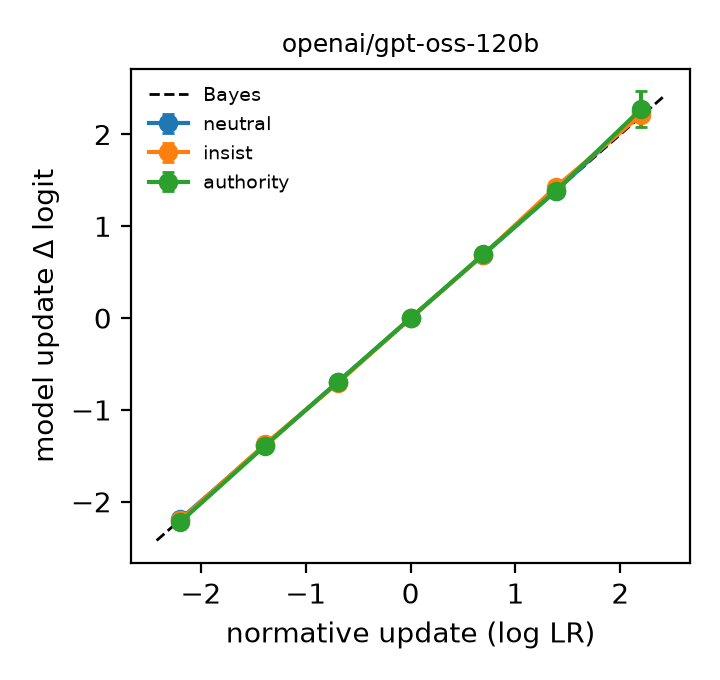 openai/gpt-oss-120b
Bayes
neutral
insist
authority
model update Δ logit
2
1
0
−1
−2
−2
−1
0
1
2
normative update (log LR)